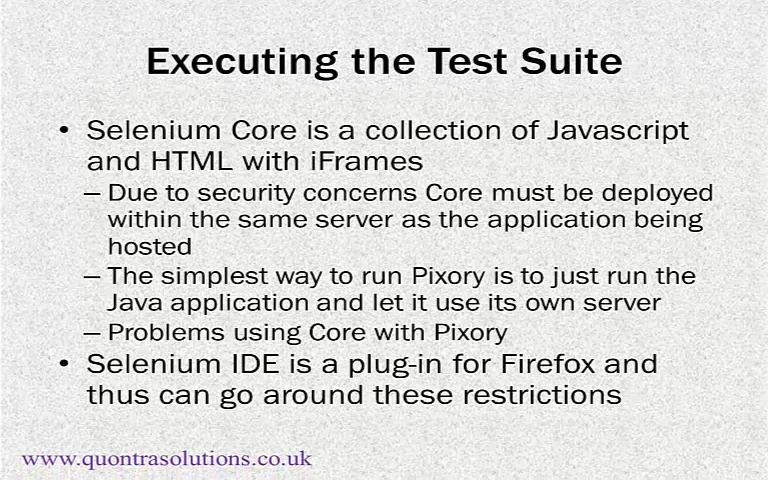 Executing the Test Suite
• Selenium Core is a collection of Javascript
and HTML with iFrames
– Due to security concerns Core must be deployed
within the same server as the application being
hosted
– The simplest way to run Pixory is to just run the
Java application and let it use its own server
– Problems using Core with Pixory
• Selenium IDE is a plug-in for Firefox and
thus can go around these restrictions
www.quontrasolutions.co.uk